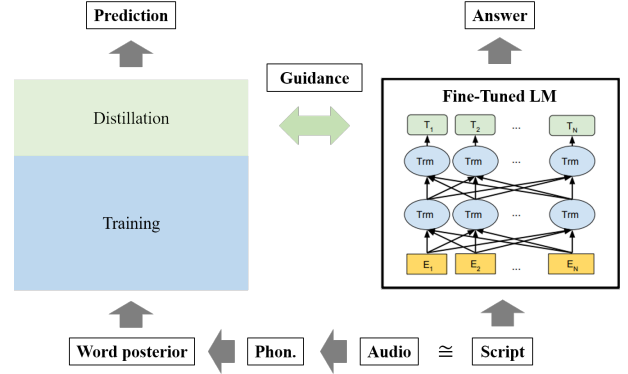 Prediction
Answer
Guidance
Distillation
Training
Fine-Tuned LM
T1 T2 ... TN
Trm Trm ... Trm
Trm Trm ... Trm
E1 E2 ... EN
Word posterior
Phon.
Audio
≅
Script